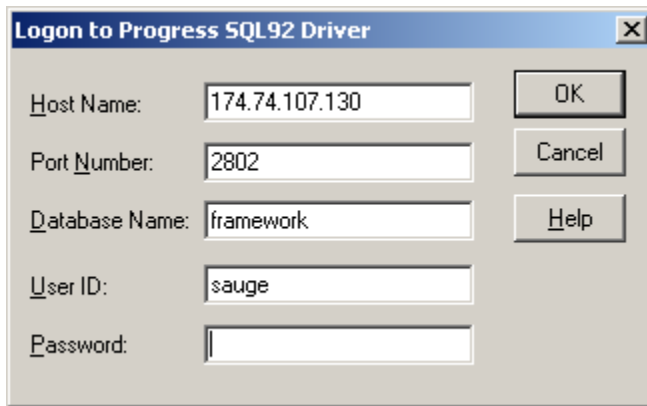 Logon to Progress SQL92 Driver
Host Name: 174.74.107.130 OK
Port Number: 2802 Cancel
Database Name: framework Help
User ID: sauge
Password: